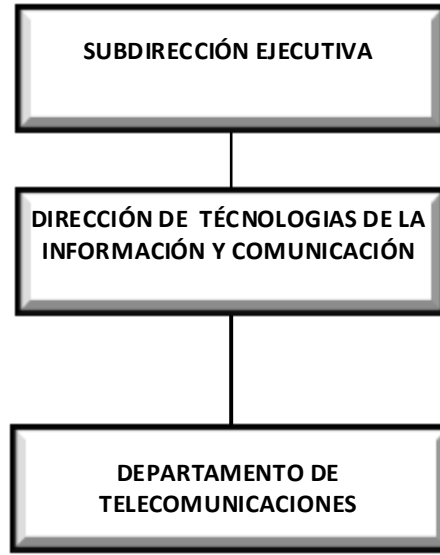 SUBDIRECCIÓN EJECUTIVA
DIRECCIÓN DE TÉCNOLOGIAS DE LA
INFORMACIÓN Y COMUNICACIÓN
DEPARTAMENTO DE
TELECOMUNICACIONES